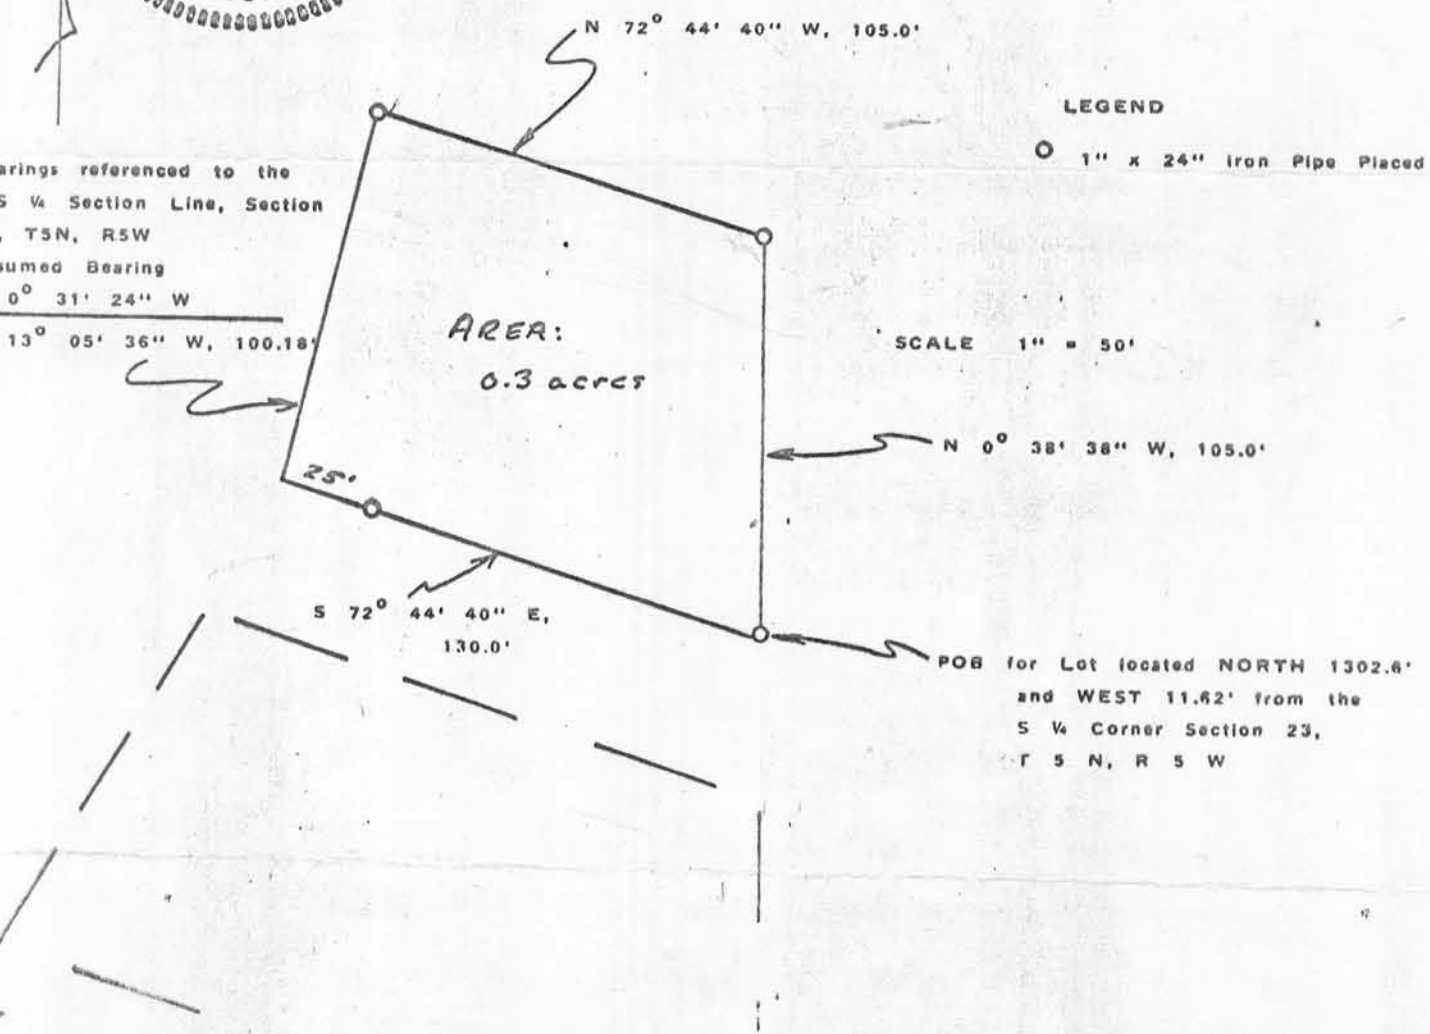 N 72° 44' 40" W, 105.0'
LEGEND
1" x 24" Iron Pipe Placed
arings referenced to the
S ¼ Section Line, Section
, T5N, R5W
sumed Bearing
0° 31' 24" W
13° 05' 36" W, 100.18'
AREA:
0.3 acres
SCALE 1" = 50'
N 0° 38' 38" W, 105.0'
25'
S 72° 44' 40" E,
130.0'
POB for Lot located NORTH 1302.6'
and WEST 11.62' from the
S ¼ Corner Section 23,
T 5 N, R 5 W